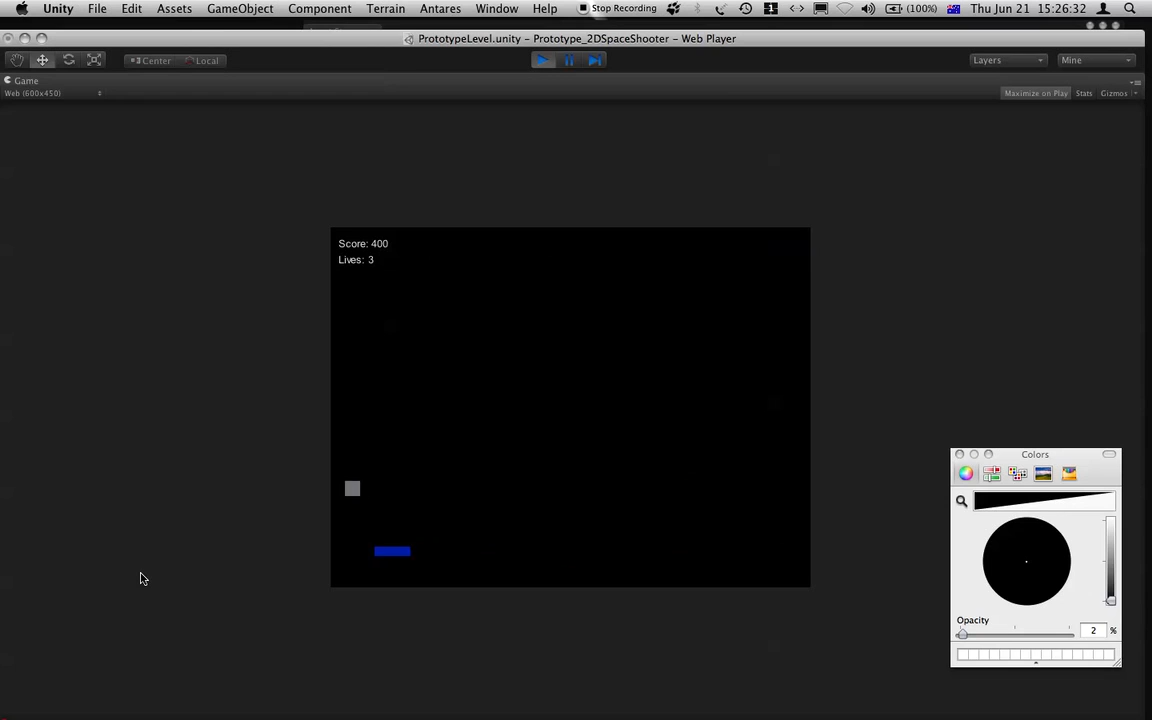 Unity File Edit Assets GameObject Component Terrain Antares Window Help Stop Recording 1 (100%) Thu Jun 21 15:26:32
PrototypeLevel.unity - Prototype_2DSpaceShooter - Web Player
Center Local Layers Mine
Game
Web (600x450) Maximize on Play Stats Gizmos
Score: 400
Lives: 3
Colors
Opacity
2 %